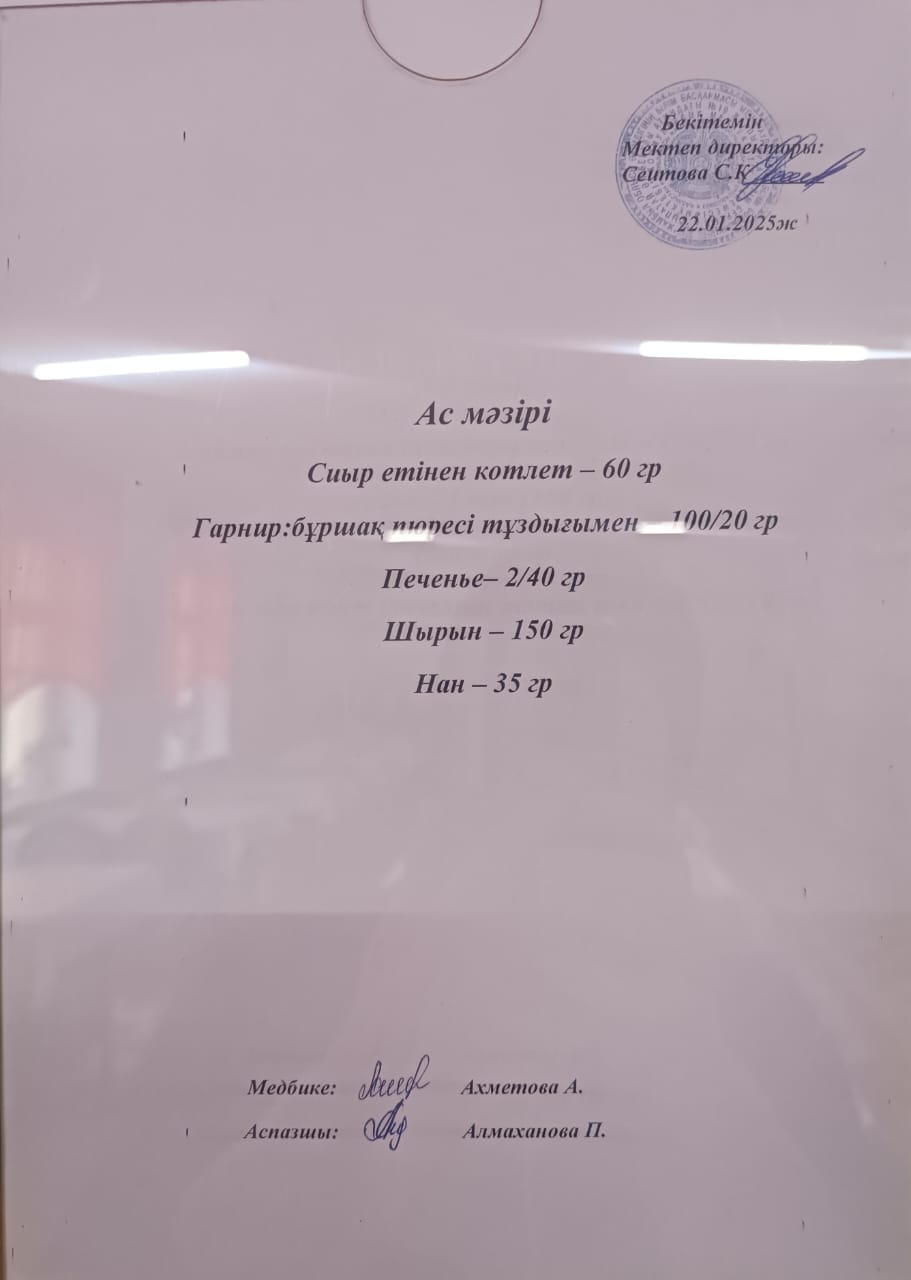 Бекітемін
Мектеп директоры:
Сеитова С.Қ
22.01.2025ж
Ас мәзірі
Сиыр етінен котлет – 60 гр
Гарнир:бұршақ пюресі тұздығымен – 100/20 гр
Печенье– 2/40 гр
Шырын – 150 гр
Нан – 35 гр
Медбике: Ахметова А.
Аспазшы: Алмаханова П.